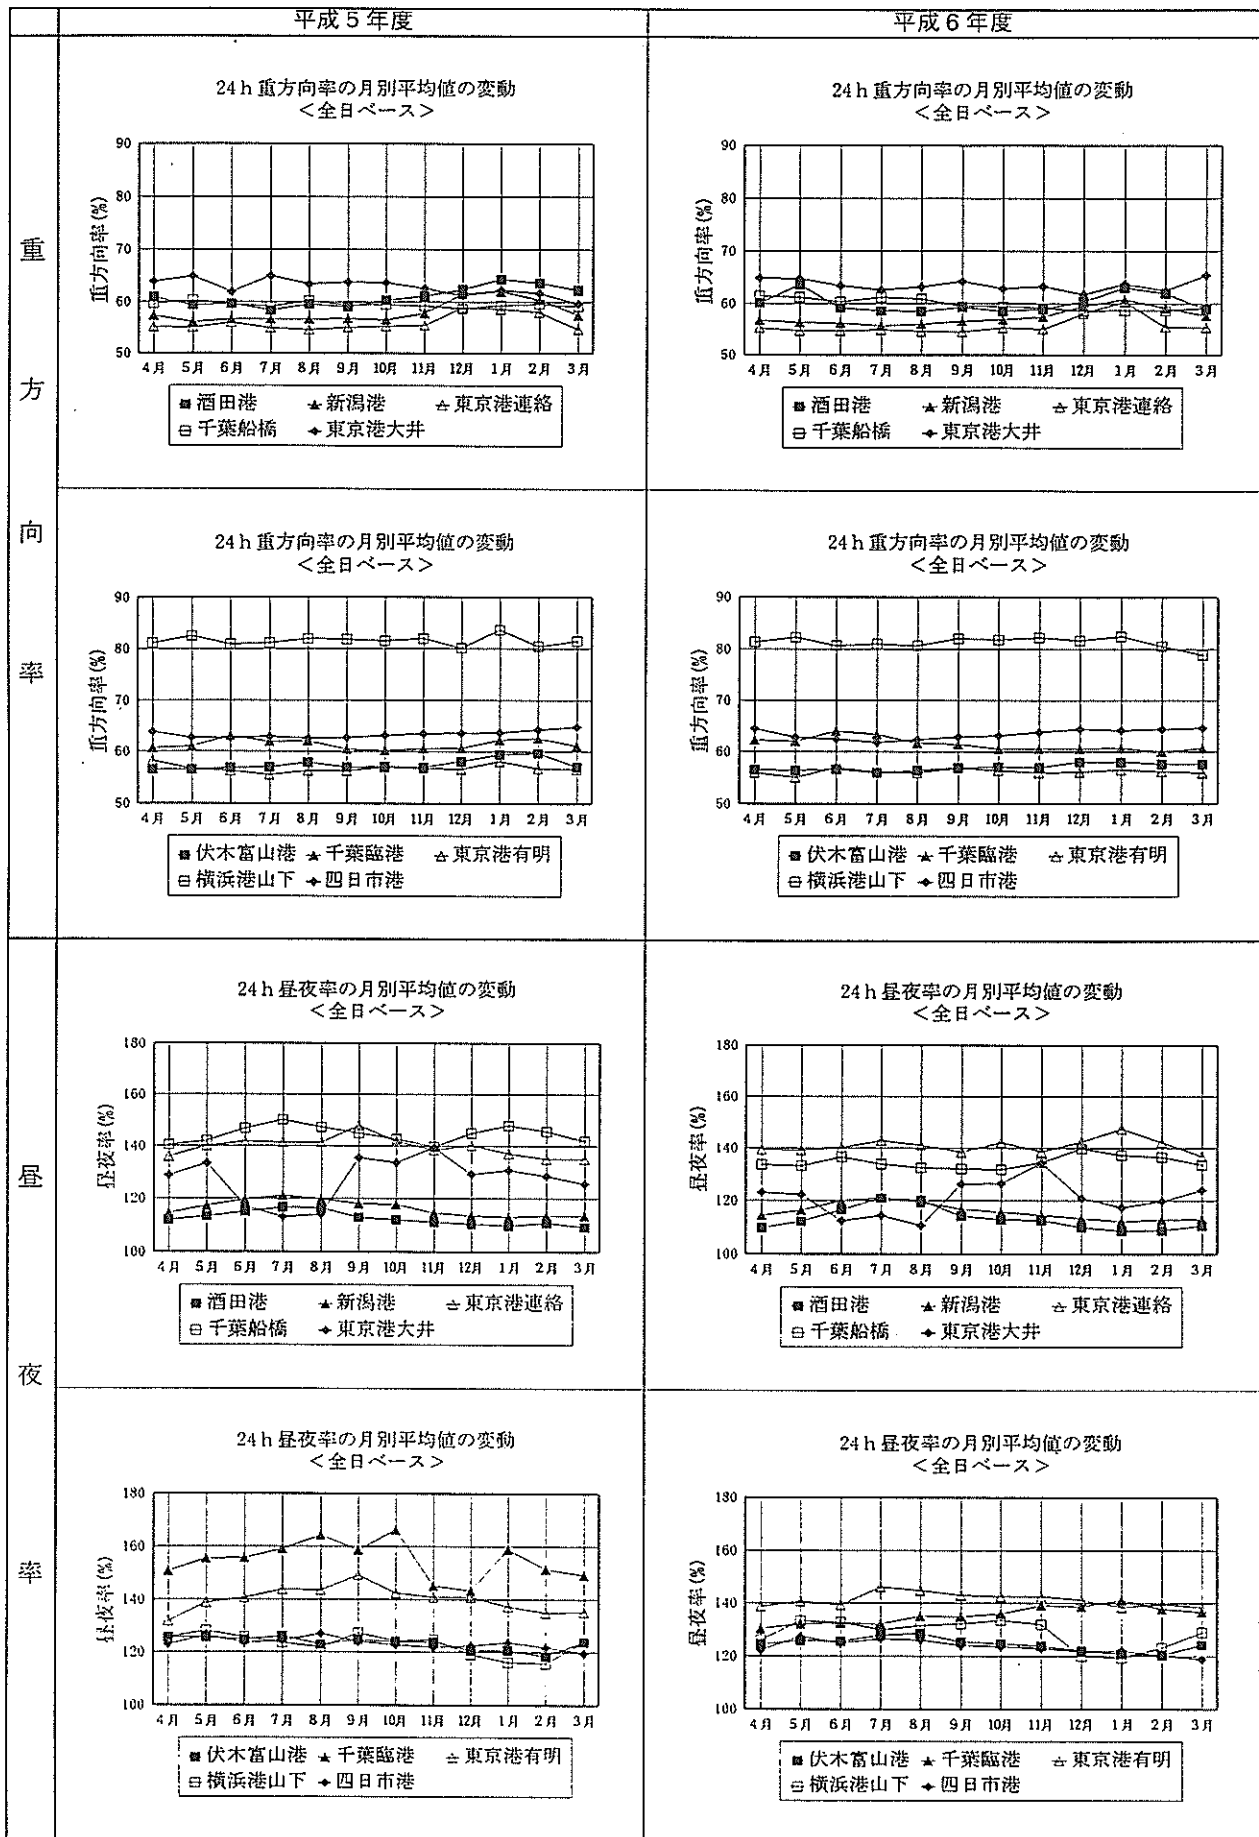 平成5年度
平成6年度
重方向率
24h重方向率の月別平均値の変動
<全日ベース>
重方向率(%)
90
80
70
60
50
4月 5月 6月 7月 8月 9月 10月 11月 12月 1月 2月 3月
酒田港 新潟港 東京港連絡
千葉船橋 東京港大井
24h重方向率の月別平均値の変動
<全日ベース>
重方向率(%)
90
80
70
60
50
4月 5月 6月 7月 8月 9月 10月 11月 12月 1月 2月 3月
酒田港 新潟港 東京港連絡
千葉船橋 東京港大井
24h重方向率の月別平均値の変動
<全日ベース>
重方向率(%)
90
80
70
60
50
4月 5月 6月 7月 8月 9月 10月 11月 12月 1月 2月 3月
伏木富山港 千葉臨港 東京港有明
横浜港山下 四日市港
24h重方向率の月別平均値の変動
<全日ベース>
重方向率(%)
90
80
70
60
50
4月 5月 6月 7月 8月 9月 10月 11月 12月 1月 2月 3月
伏木富山港 千葉臨港 東京港有明
横浜港山下 四日市港
昼夜率
24h昼夜率の月別平均値の変動
<全日ベース>
昼夜率(%)
180
160
140
120
100
4月 5月 6月 7月 8月 9月 10月 11月 12月 1月 2月 3月
酒田港 新潟港 東京港連絡
千葉船橋 東京港大井
24h昼夜率の月別平均値の変動
<全日ベース>
昼夜率(%)
180
160
140
120
100
4月 5月 6月 7月 8月 9月 10月 11月 12月 1月 2月 3月
酒田港 新潟港 東京港連絡
千葉船橋 東京港大井
24h昼夜率の月別平均値の変動
<全日ベース>
昼夜率(%)
180
160
140
120
100
4月 5月 6月 7月 8月 9月 10月 11月 12月 1月 2月 3月
伏木富山港 千葉臨港 東京港有明
横浜港山下 四日市港
24h昼夜率の月別平均値の変動
<全日ベース>
昼夜率(%)
180
160
140
120
100
4月 5月 6月 7月 8月 9月 10月 11月 12月 1月 2月 3月
伏木富山港 千葉臨港 東京港有明
横浜港山下 四日市港